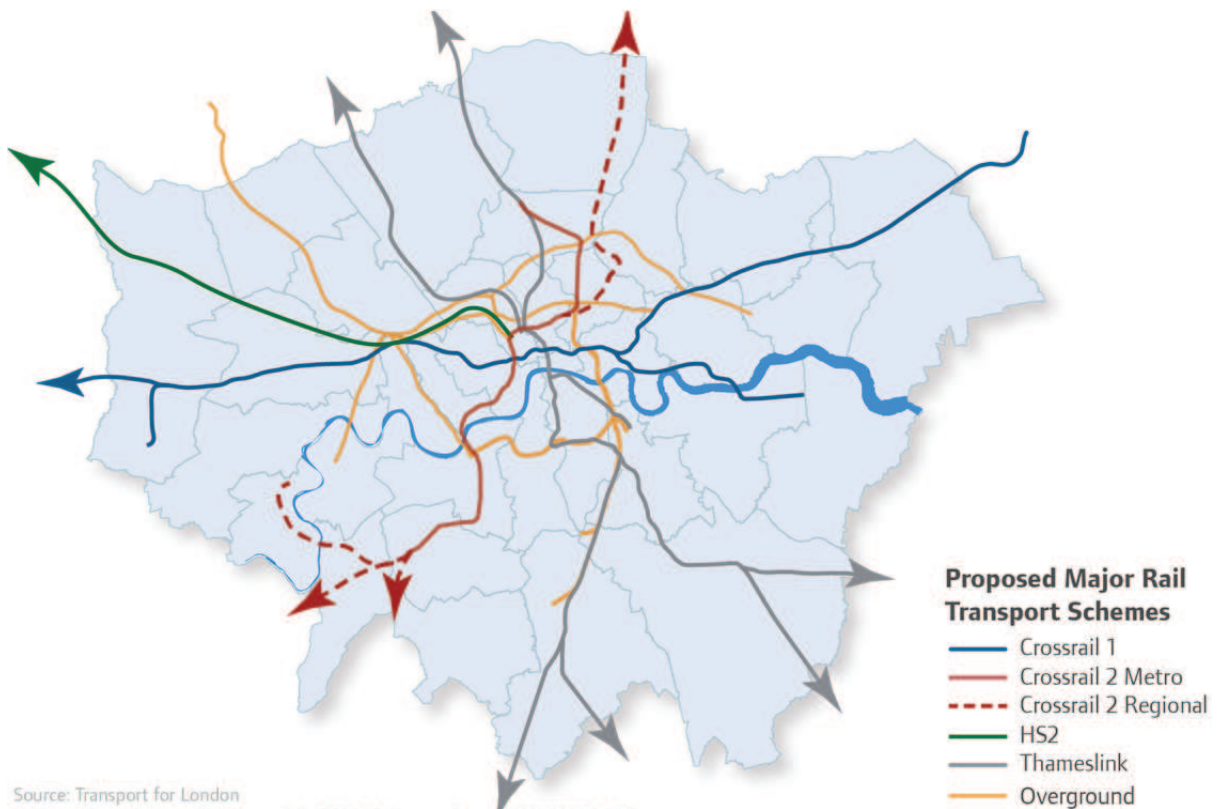 Proposed Major Rail
Transport Schemes
Crossrail 1
Crossrail 2 Metro
Crossrail 2 Regional
HS2
Thameslink
Overground
Source: Transport for London